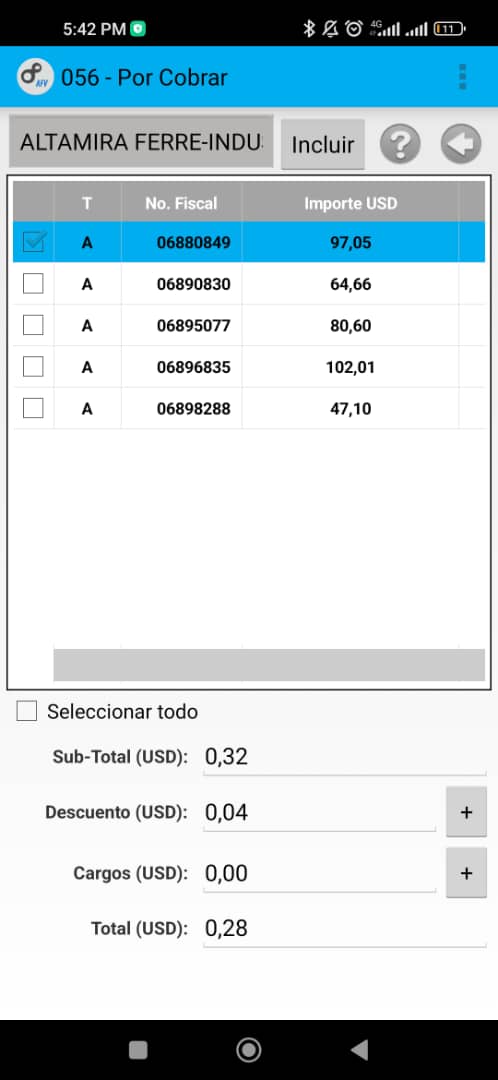 5:42 PM 4G 11
AFV 056 - Por Cobrar
ALTAMIRA FERRE-INDU Incluir ?
T No. Fiscal Importe USD
A 06880849 97,05
A 06890830 64,66
A 06895077 80,60
A 06896835 102,01
A 06898288 47,10
Seleccionar todo
Sub-Total (USD): 0,32
Descuento (USD): 0,04 +
Cargos (USD): 0,00 +
Total (USD): 0,28